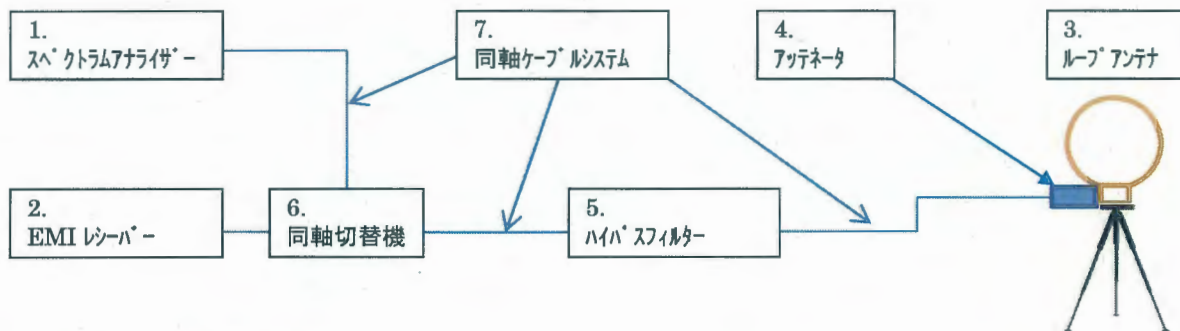 1.
スペクトラムアナライザー
7.
同軸ケーブルシステム
4.
アッテネータ
3.
ループアンテナ
2.
EMI レシーバー
6.
同軸切替機
5.
ハイパスフィルター